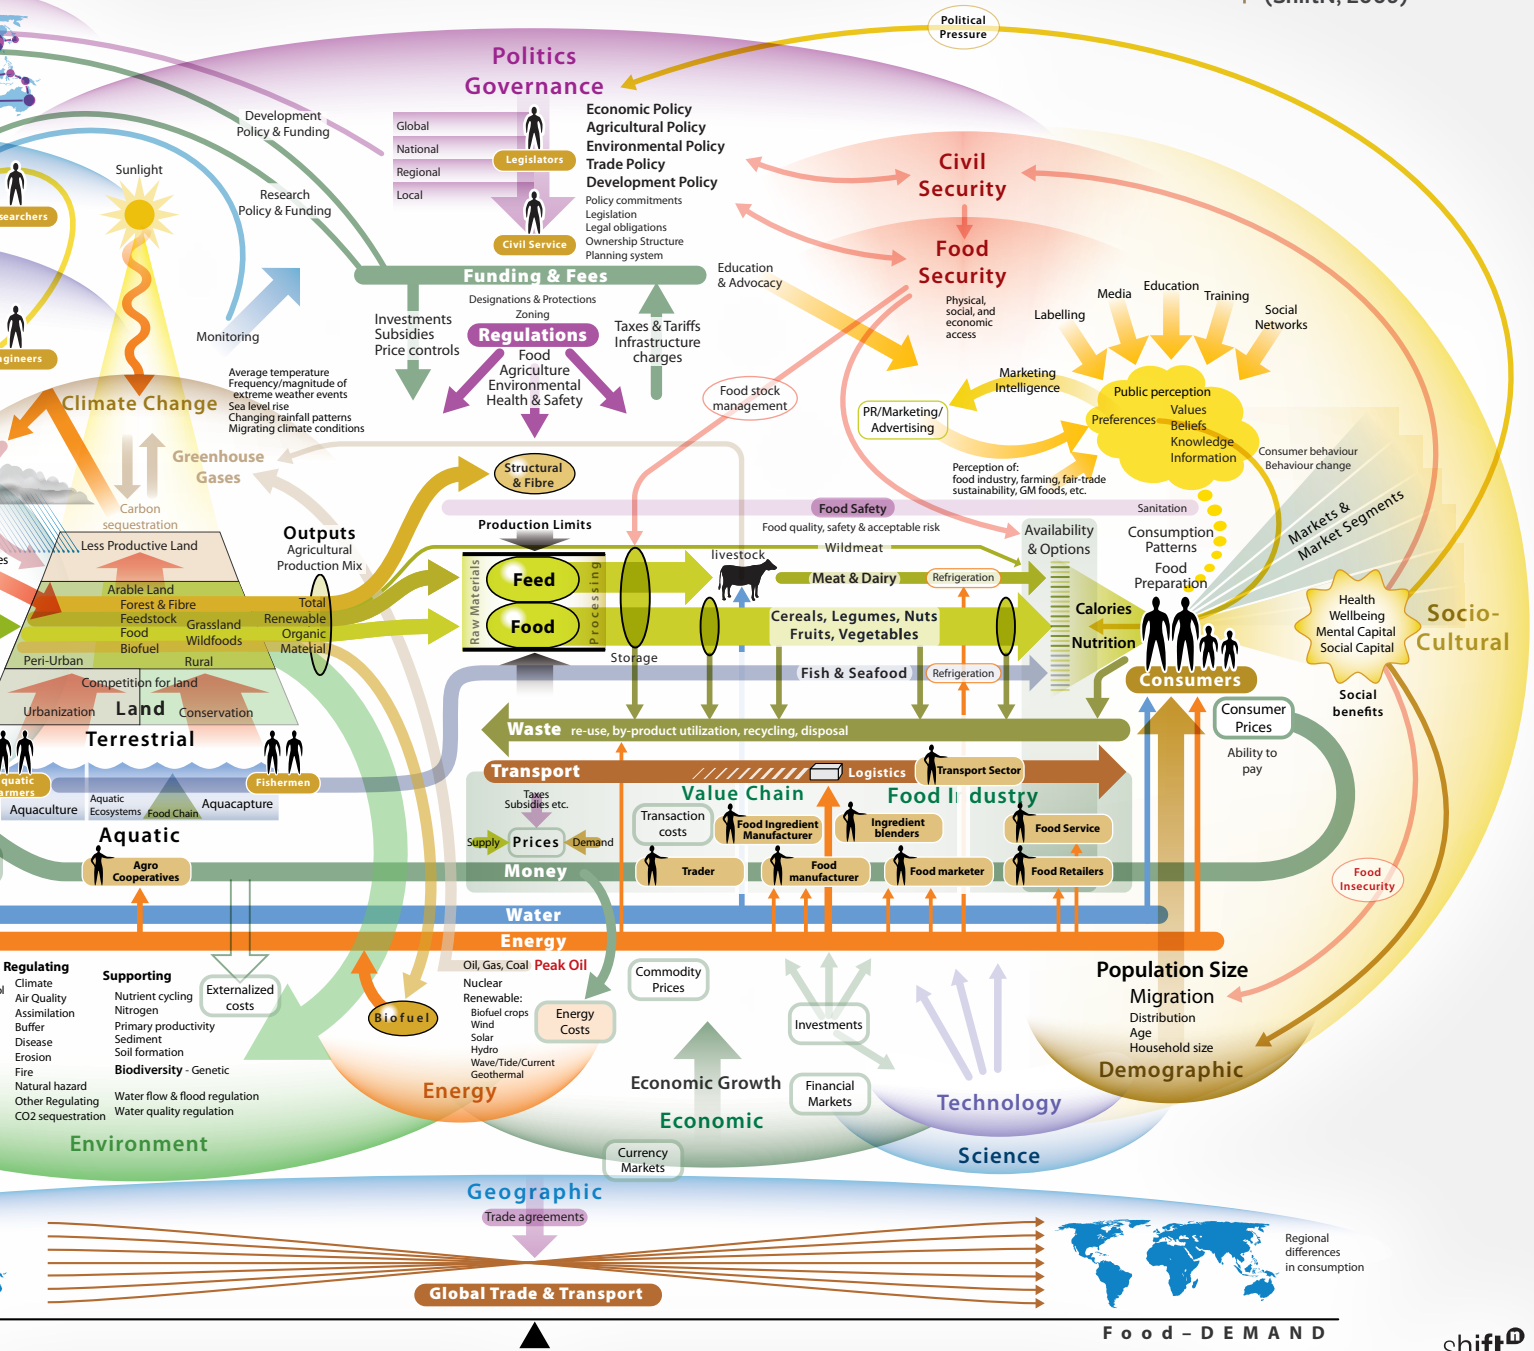 (ShiftN, 2009)
Political
Pressure
Politics
Governance
Global
National
Regional
Local
Legislators
Civil Service
Economic Policy
Agricultural Policy
Environmental Policy
Trade Policy
Development Policy
Policy commitments
Legislation
Legal obligations
Ownership Structure
Planning system
Development
Policy & Funding
Research
Policy & Funding
Sunlight
searchers
ngineers
Monitoring
Funding & Fees
Designations & Protections
Zoning
Regulations
Food
Agriculture
Environmental
Health & Safety
Investments
Subsidies
Price controls
Taxes & Tariffs
Infrastructure
charges
Education
& Advocacy
Civil
Security
Food
Security
Physical,
social, and
economic
access
Food stock
management
Labelling
Media
Education
Training
Social
Networks
Marketing
Intelligence
PR/Marketing/
Advertising
Public perception
Preferences
Values
Beliefs
Knowledge
Information
Perception of:
food industry, farming, fair-trade
sustainability, GM foods, etc.
Consumer behaviour
Behaviour change
Markets &
Market Segments
Average temperature
Frequency/magnitude of
extreme weather events
Sea level rise
Changing rainfall patterns
Migrating climate conditions
Climate Change
Greenhouse
Gases
Carbon
sequestration
es
Less Productive Land
Arable Land
Forest & Fibre
Feedstock
Food
Biofuel
Grassland
Wildfoods
Peri-Urban
Rural
Competition for land
Urbanization
Land
Conservation
Terrestrial
Outputs
Agricultural
Production Mix
Total
Renewable
Organic
Material
Structural
& Fibre
Production Limits
Raw Materials
Feed
Food
Processing
Storage
Food Safety
Food quality, safety & acceptable risk
Sanitation
Wildmeat
livestock
Meat & Dairy
Refrigeration
Cereals, Legumes, Nuts
Fruits, Vegetables
Fish & Seafood
Refrigeration
Availability
& Options
Consumption
Patterns
Food
Preparation
Calories
Nutrition
Consumers
Health
Wellbeing
Mental Capital
Social Capital
Social
benefits
Socio-
Cultural
Consumer
Prices
Ability to
pay
Waste re-use, by-product utilization, recycling, disposal
Transport
Logistics
Transport Sector
Value Chain
Food Industry
Taxes
Subsidies etc.
Supply
Prices
Demand
Transaction
costs
Food Ingredient
Manufacturer
Ingredient
blenders
Food Service
Money
Trader
Food
manufacturer
Food marketer
Food Retailers
quatic
armers
Fishermen
Aquaculture
Aquatic
Ecosystems
Food Chain
Aquacapture
Aquatic
Agro
Cooperatives
Water
Energy
Food
Insecurity
Regulating
ol
Climate
Air Quality
Assimilation
Buffer
Disease
Erosion
Fire
Natural hazard
Other Regulating
CO2 sequestration
Supporting
Nutrient cycling
Nitrogen
Primary productivity
Sediment
Soil formation
Biodiversity - Genetic
Water flow & flood regulation
Water quality regulation
Externalized
costs
Environment
Biofuel
Oil, Gas, Coal Peak Oil
Nuclear
Renewable:
Biofuel crops
Wind
Solar
Hydro
Wave/Tide/Current
Geothermal
Energy
Energy
Costs
Commodity
Prices
Investments
Economic Growth
Economic
Financial
Markets
Currency
Markets
Technology
Science
Population Size
Migration
Distribution
Age
Household size
Demographic
Geographic
Trade agreements
Global Trade & Transport
Regional
differences
in consumption
Food-DEMAND
shiftn